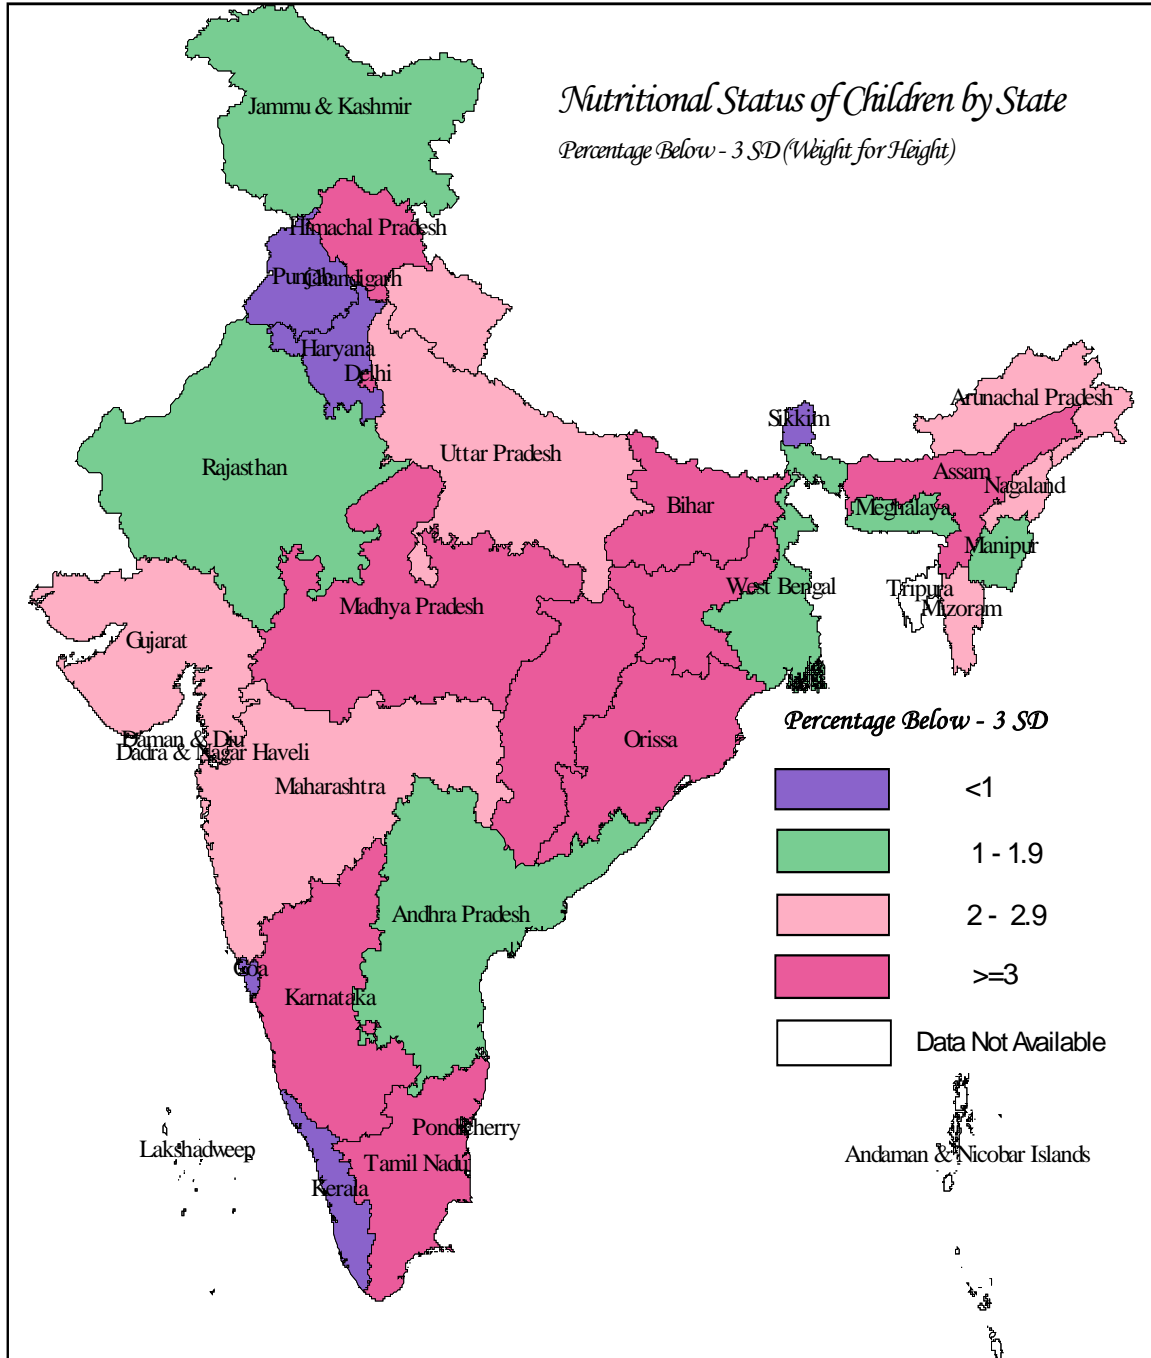 Nutritional Status of Children by State
Percentage Below - 3 SD (Weight for Height)
Jammu & Kashmir
Himachal Pradesh
Punjab
Chandigarh
Haryana
Delhi
Arunachal Pradesh
Sikkim
Uttar Pradesh
Rajasthan
Assam
Nagaland
Bihar
Meghalaya
Manipur
West Bengal
Tripura
Madhya Pradesh
Mizoram
Gujarat
Percentage Below - 3 SD
Daman & Diu
Orissa
Dadra & Nagar Haveli
Maharashtra
<1
1 - 1.9
Andhra Pradesh
2 - 2.9
Goa
>=3
Karnataka
Data Not Available
Pondicherry
Lakshadweep
Andaman & Nicobar Islands
Tamil Nadu
Kerala